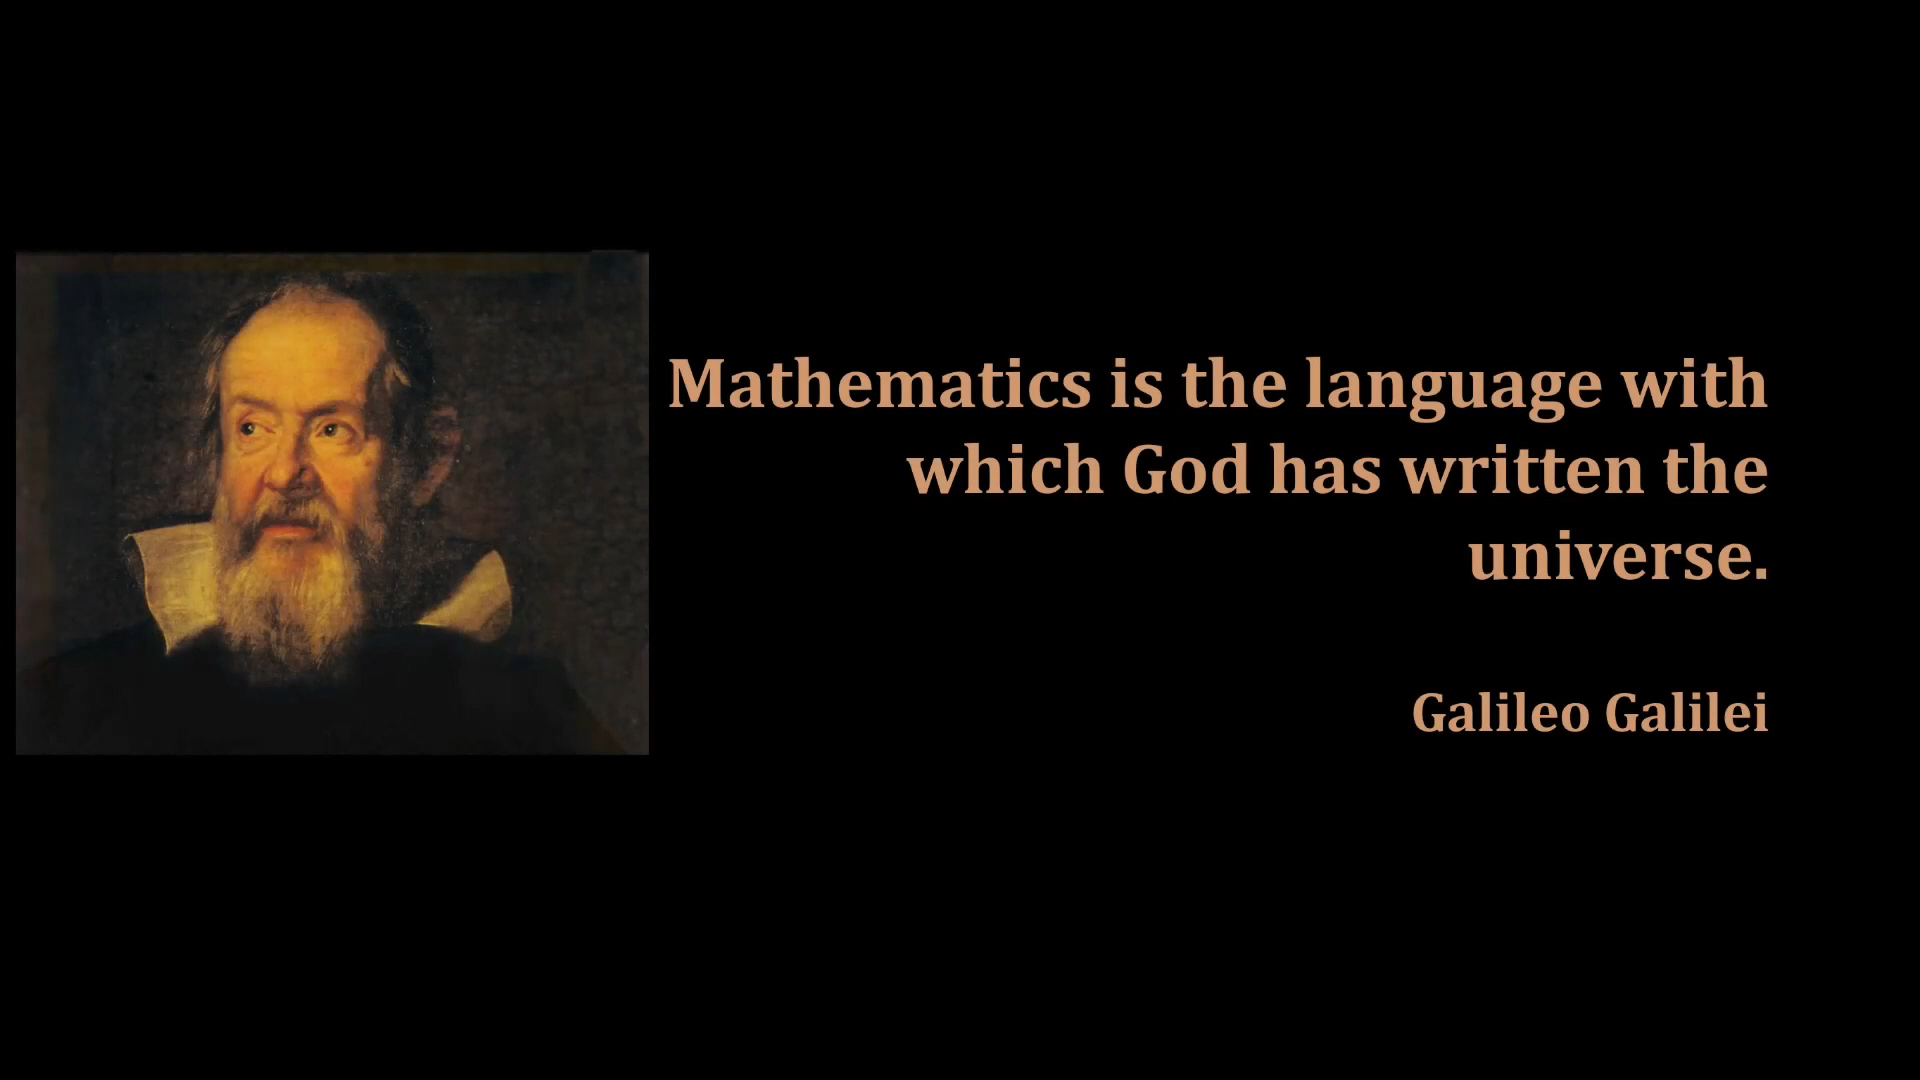 Mathematics is the language with
which God has written the
universe.
Galileo Galilei